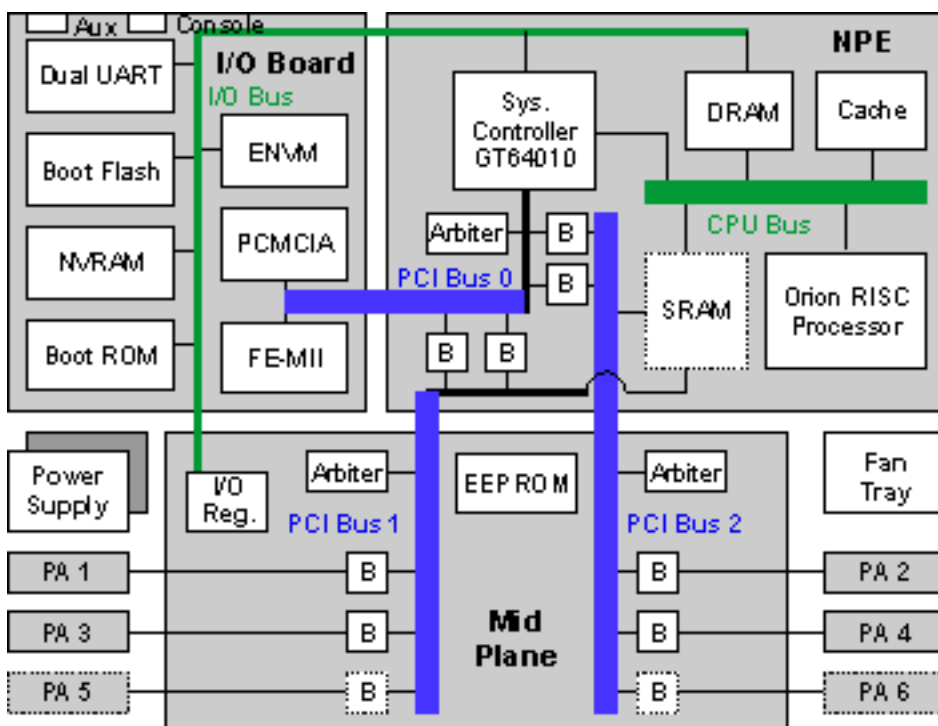 Aux
Console
I/O Board
NPE
Dual UART
I/O Bus
Sys.
Controller
GT64010
DRAM
Cache
Boot Flash
ENVM
CPU Bus
NVRAM
PCMCIA
Arbiter
B
PCI Bus 0
B
SRAM
Orion RISC
Processor
Boot ROM
FE-MII
B
B
Power
Supply
I/O
Reg.
Arbiter
EEPROM
Arbiter
Fan
Tray
PCI Bus 1
PCI Bus 2
PA 1
B
B
PA 2
PA 3
B
Mid
Plane
B
PA 4
PA 5
B
B
PA 6